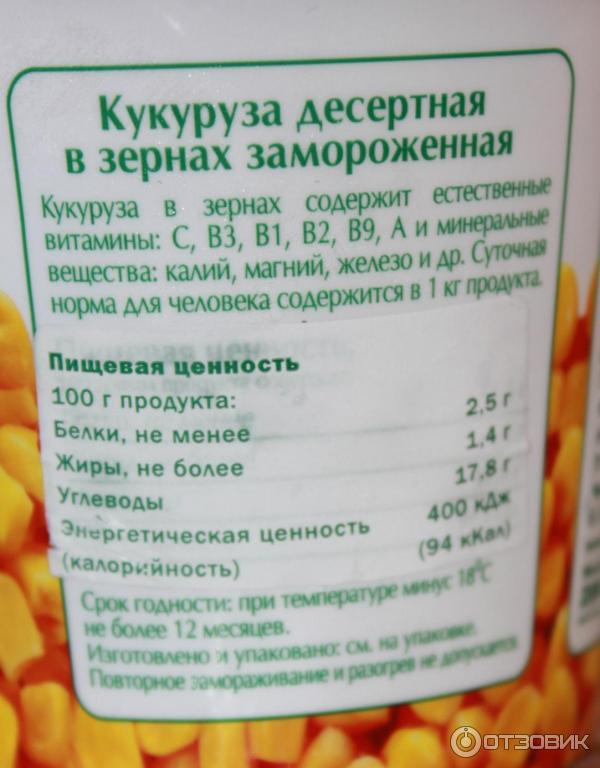 Кукуруза десертная
в зернах замороженная
Кукуруза в зернах содержит естественные
витамины: С, В3, В1, В2, В9, А и минеральные
вещества: калий, магний, железо и др. Суточная
норма для человека содержится в 1 кг продукта.
Пищевая ценность
100 г продукта:
Белки, не менее 2,5 г
Жиры, не более 1,4 г
Углеводы 17,8 г
Энергетическая ценность 400 кДж
(калорийность) (94 кКал)
Срок годности: при температуре минус 18°С
не более 12 месяцев.
Изготовлено и упаковано: см. на упаковке.
Повторное замораживание и разогрев не допускается
ОТЗОВИК